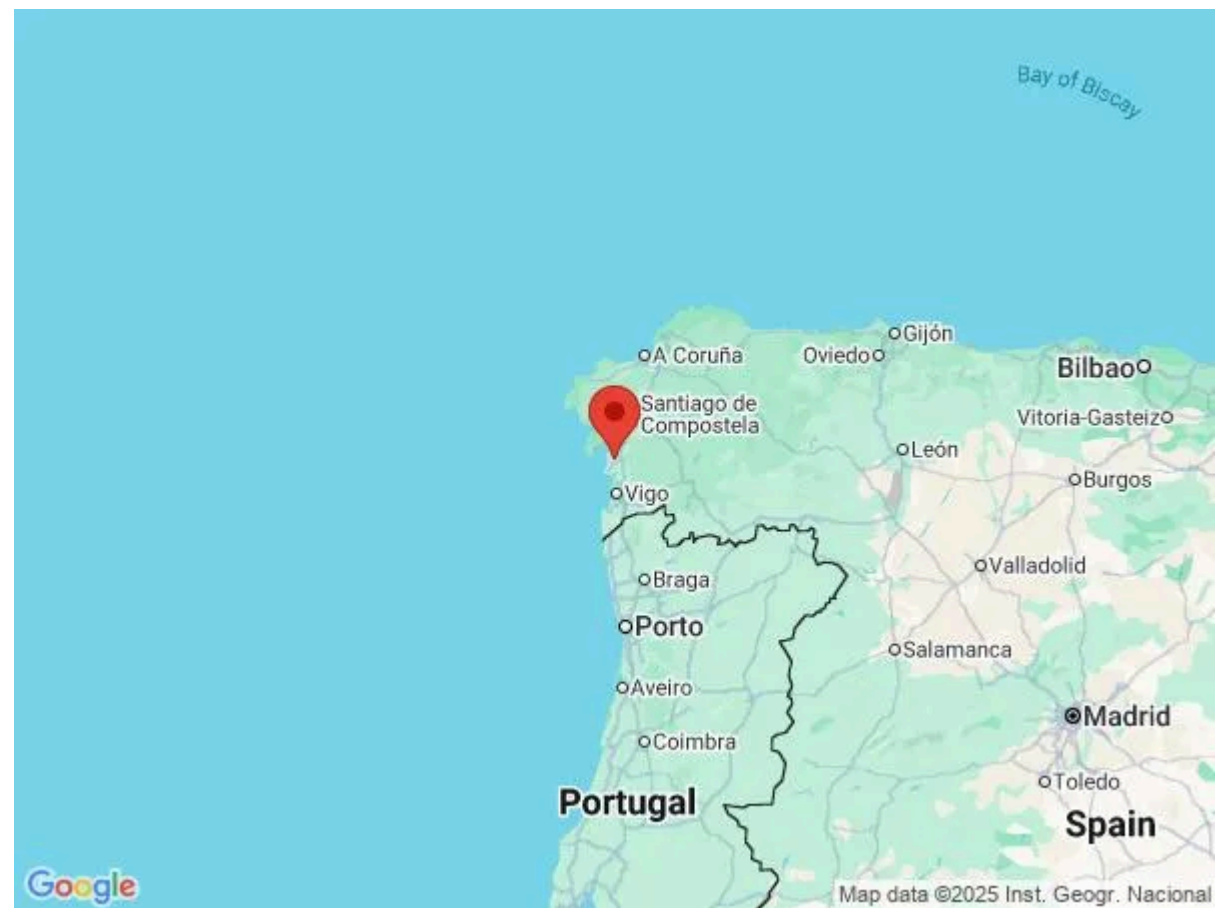 Bay of Biscay
Gijón
A Coruña
Oviedo
Bilbao
Santiago de
Compostela
Vitoria-Gasteiz
León
Burgos
Vigo
Valladolid
Braga
Porto
Salamanca
Aveiro
Madrid
Coimbra
Toledo
Portugal
Spain
Google
Map data ©2025 Inst. Geogr. Nacional